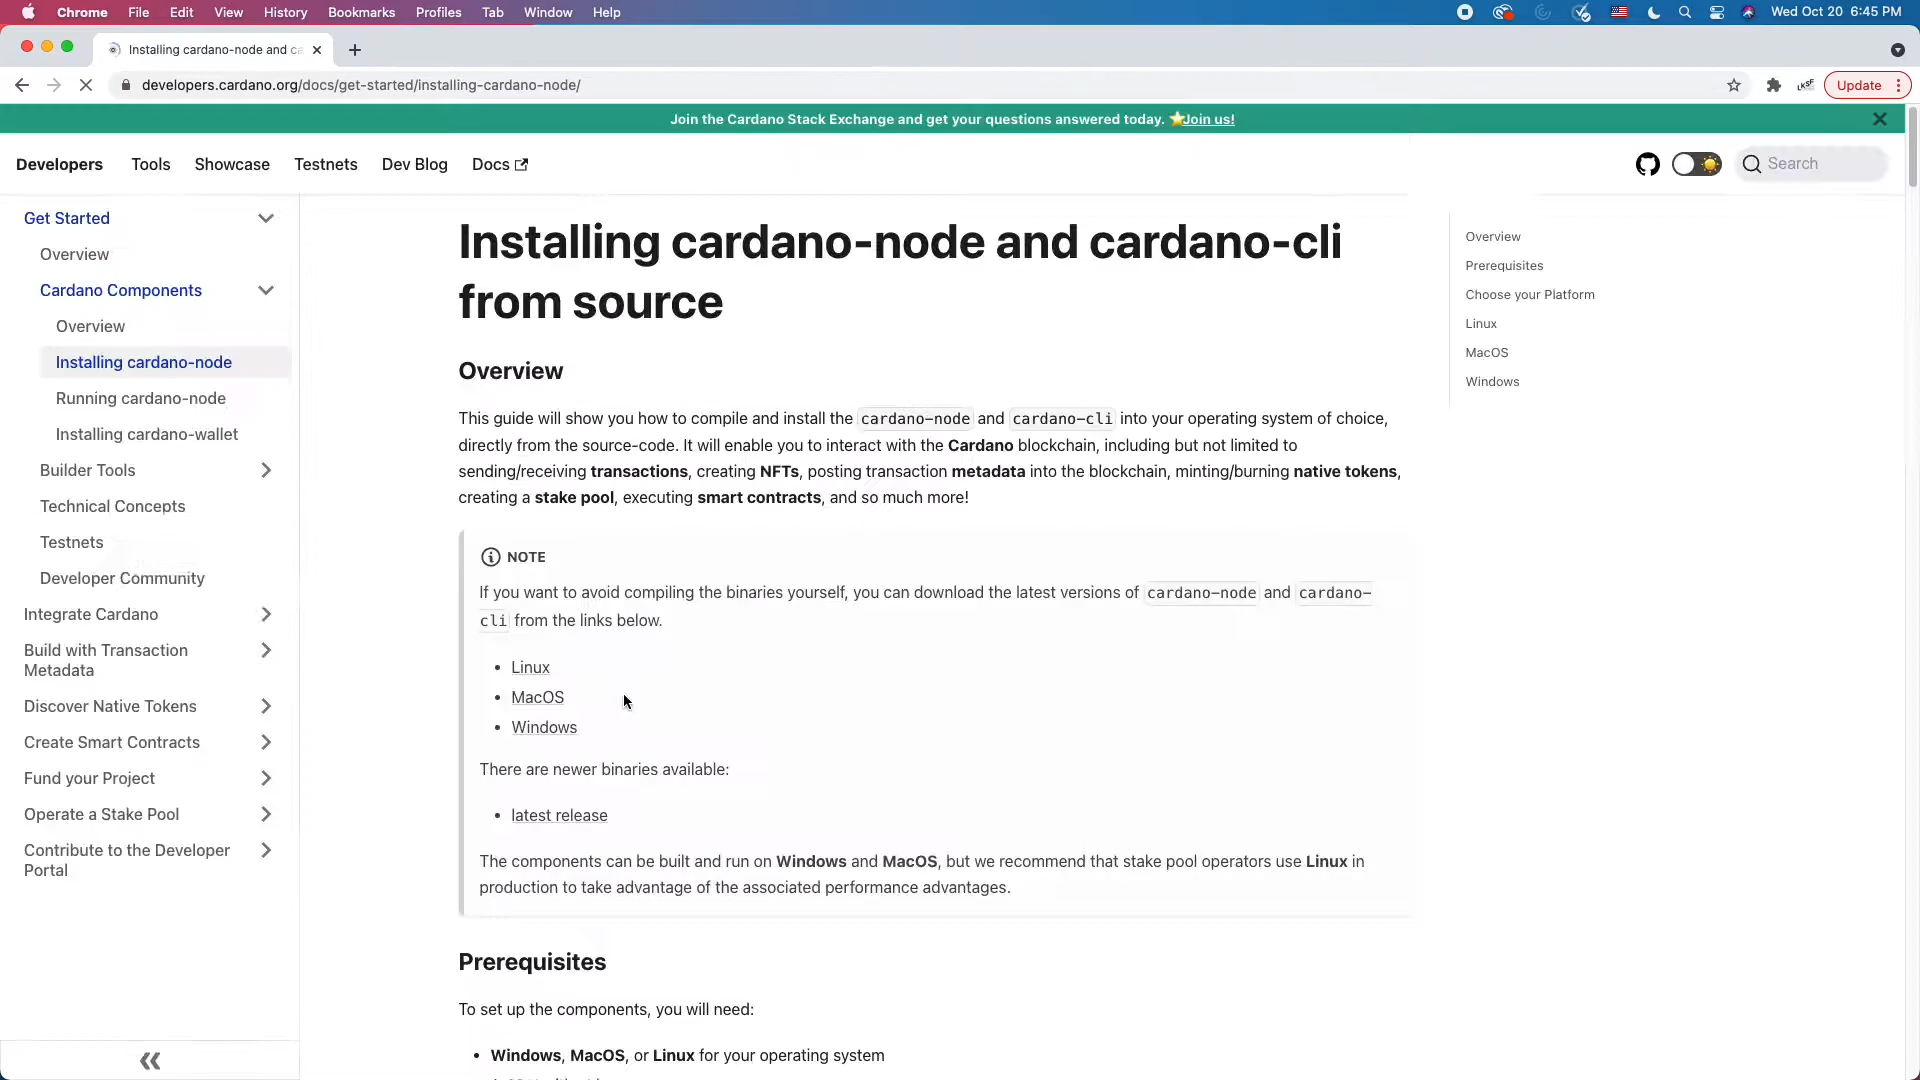 Chrome File Edit View History Bookmarks Profiles Tab Window Help
Wed Oct 20 6:45 PM
Installing cardano-node and ca
developers.cardano.org/docs/get-started/installing-cardano-node/
Update
Join the Cardano Stack Exchange and get your questions answered today. ⭐Join us!
Developers Tools Showcase Testnets Dev Blog Docs
Search
Get Started
Overview
Cardano Components
Overview
Installing cardano-node
Running cardano-node
Installing cardano-wallet
Builder Tools
Technical Concepts
Testnets
Developer Community
Integrate Cardano
Build with Transaction
Metadata
Discover Native Tokens
Create Smart Contracts
Fund your Project
Operate a Stake Pool
Contribute to the Developer
Portal
Installing cardano-node and cardano-cli
from source
Overview
This guide will show you how to compile and install the cardano-node and cardano-cli into your operating system of choice,
directly from the source-code. It will enable you to interact with the Cardano blockchain, including but not limited to
sending/receiving transactions, creating NFTs, posting transaction metadata into the blockchain, minting/burning native tokens,
creating a stake pool, executing smart contracts, and so much more!
NOTE
If you want to avoid compiling the binaries yourself, you can download the latest versions of cardano-node and cardano-
cli from the links below.
• Linux
• MacOS
• Windows
There are newer binaries available:
• latest release
The components can be built and run on Windows and MacOS, but we recommend that stake pool operators use Linux in
production to take advantage of the associated performance advantages.
Prerequisites
To set up the components, you will need:
• Windows, MacOS, or Linux for your operating system
Overview
Prerequisites
Choose your Platform
Linux
MacOS
Windows